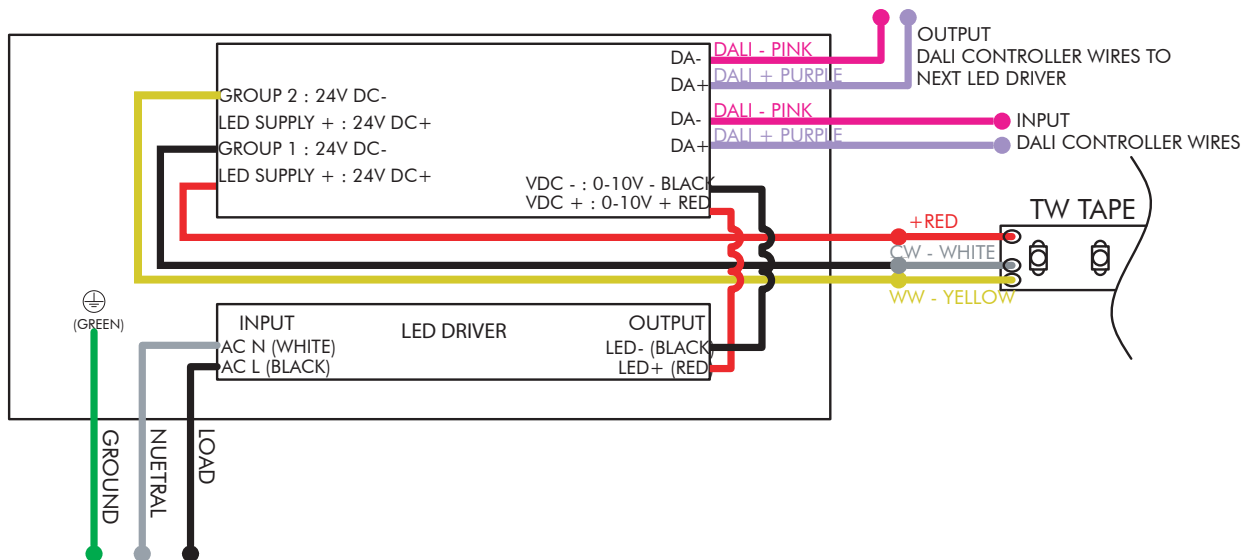 OUTPUT
DALI CONTROLLER WIRES TO
NEXT LED DRIVER
DA- DALI - PINK
DA+ DALI + PURPLE
DA- DALI - PINK
DA+ DALI + PURPLE
INPUT
DALI CONTROLLER WIRES
GROUP 2 : 24V DC-
LED SUPPLY + : 24V DC+
GROUP 1 : 24V DC-
LED SUPPLY + : 24V DC+
VDC - : 0-10V - BLACK
VDC + : 0-10V + RED
TW TAPE
+RED
CW - WHITE
WW - YELLOW
(GREEN)
INPUT
LED DRIVER
OUTPUT
AC N (WHITE)
AC L (BLACK)
LED- (BLACK)
LED+ (RED)
GROUND
NUETRAL
LOAD